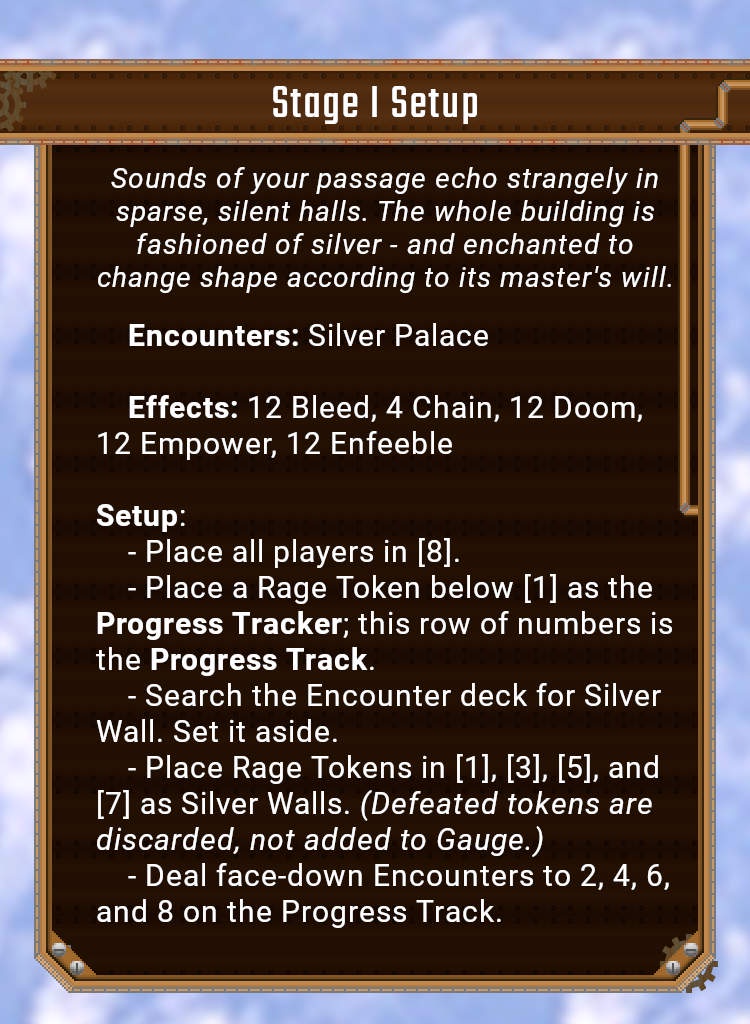 Stage I Setup
Sounds of your passage echo strangely in
sparse, silent halls. The whole building is
fashioned of silver - and enchanted to
change shape according to its master's will.
Encounters: Silver Palace
Effects: 12 Bleed, 4 Chain, 12 Doom,
12 Empower, 12 Enfeeble
Setup:
- Place all players in [8].
- Place a Rage Token below [1] as the
Progress Tracker; this row of numbers is
the Progress Track.
- Search the Encounter deck for Silver
Wall. Set it aside.
- Place Rage Tokens in [1], [3], [5], and
[7] as Silver Walls. (Defeated tokens are
discarded, not added to Gauge.)
- Deal face-down Encounters to 2, 4, 6,
and 8 on the Progress Track.